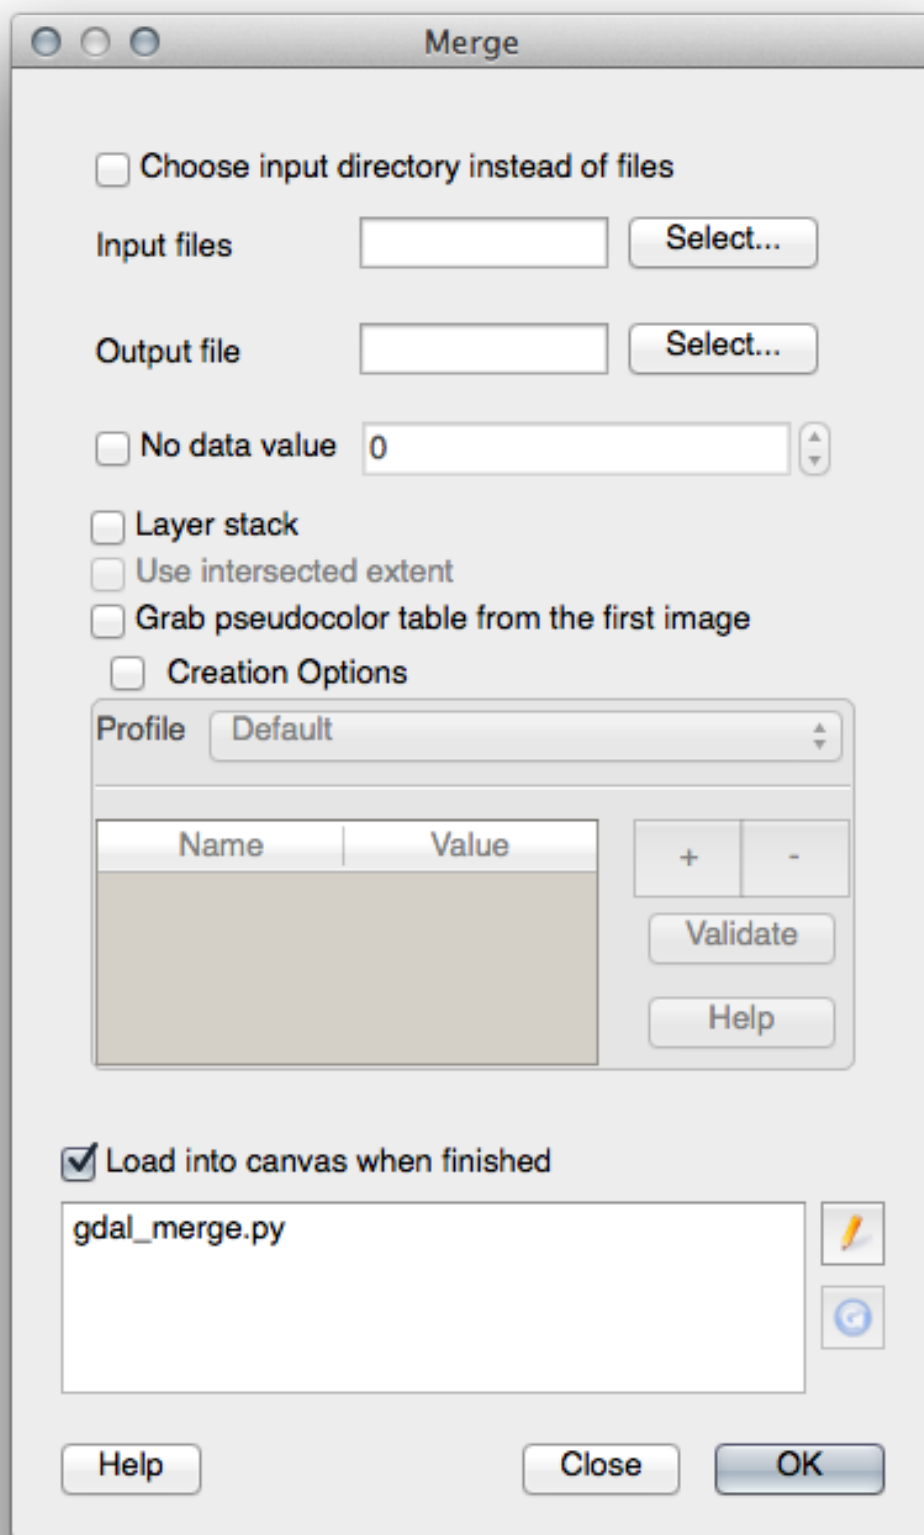 Merge
Choose input directory instead of files
Input files Select...
Output file Select...
No data value 0
Layer stack
Use intersected extent
Grab pseudocolor table from the first image
Creation Options
Profile Default
Name Value + -
Validate
Help
Load into canvas when finished
gdal_merge.py
Help Close OK